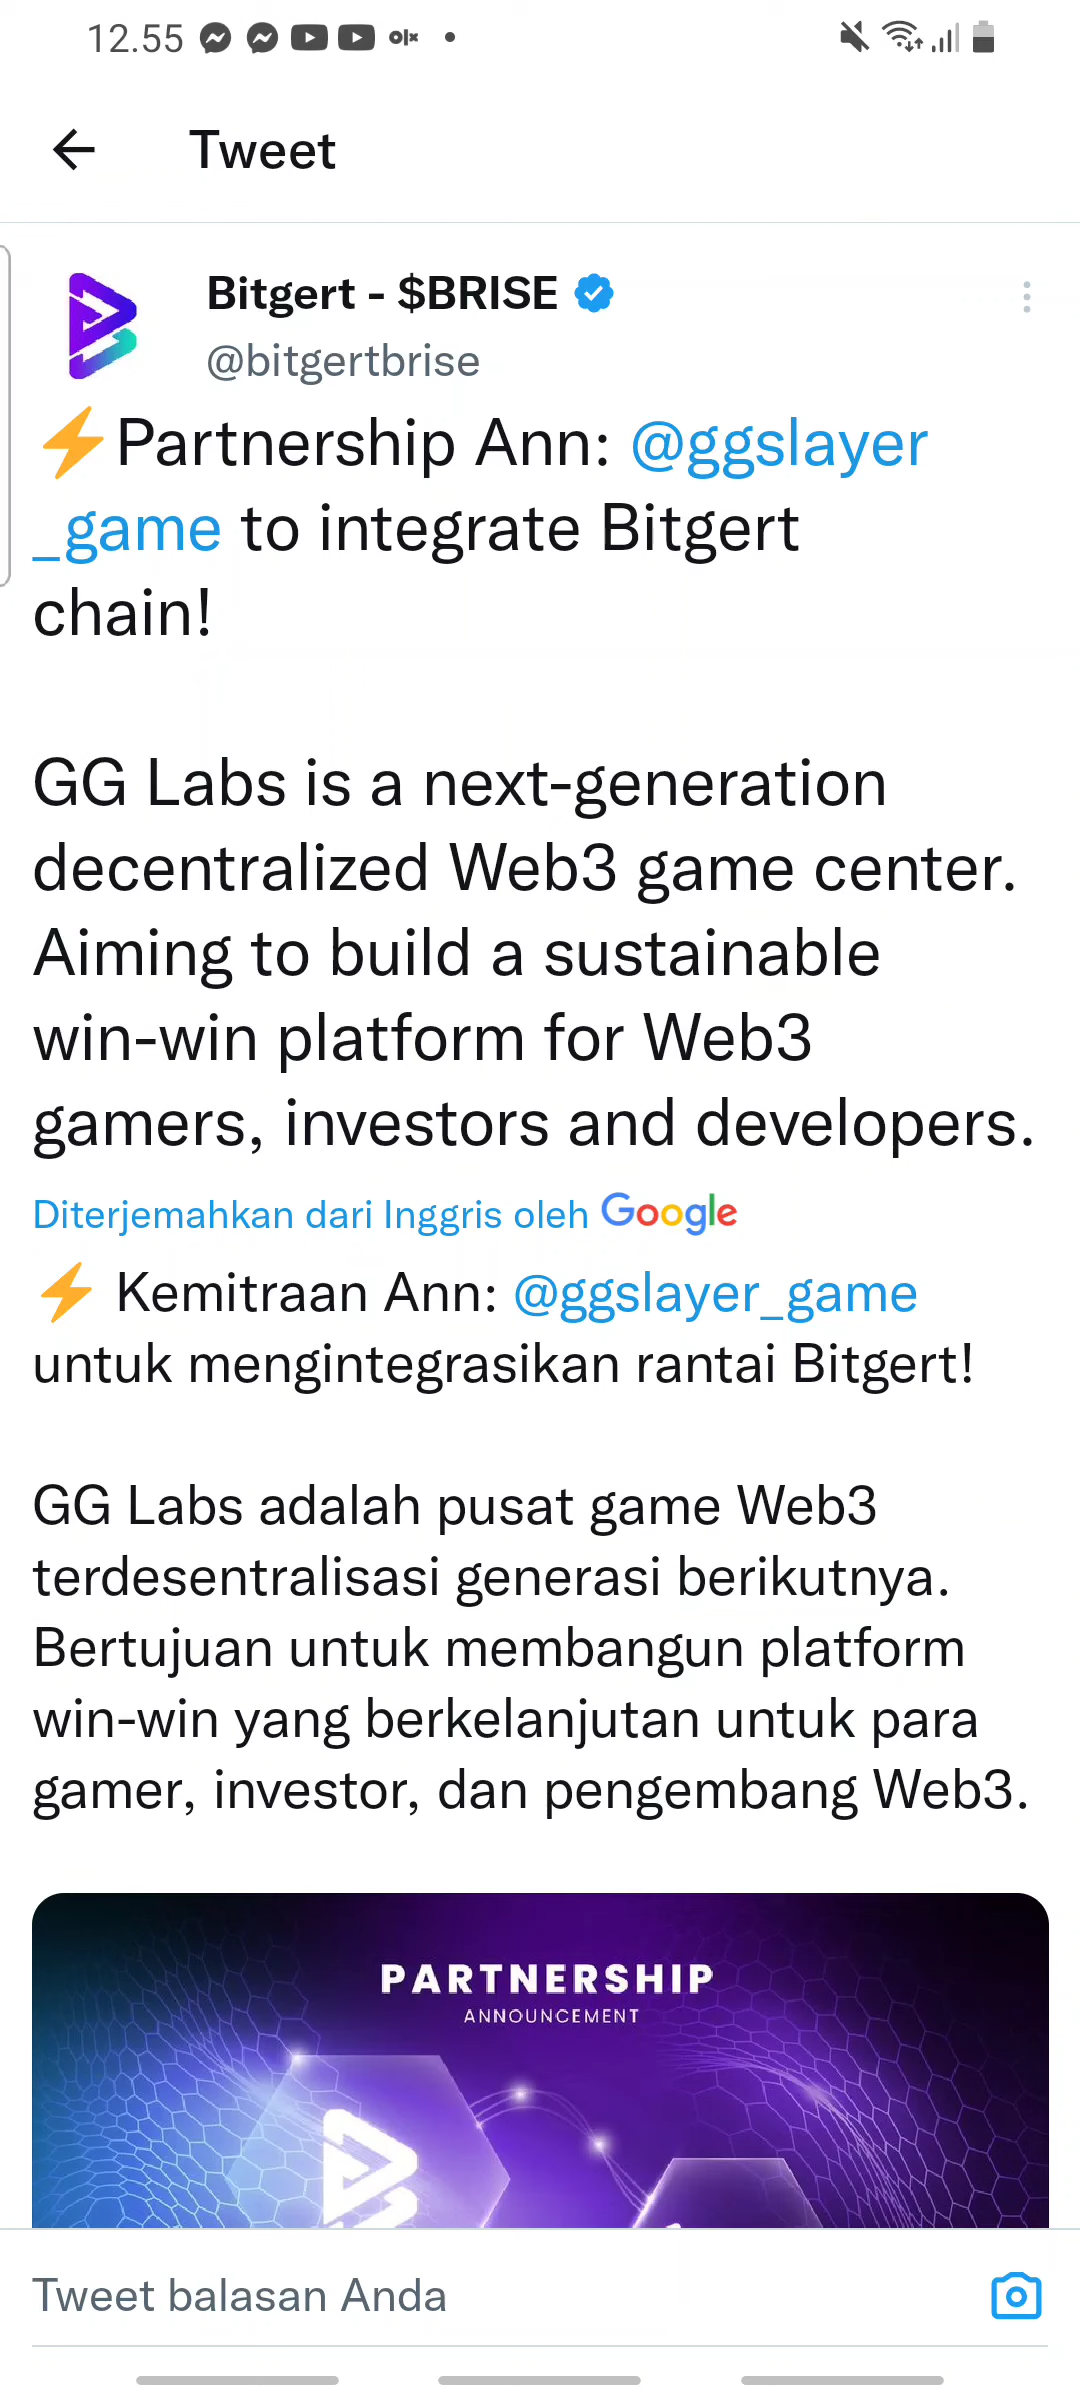 12.55
Tweet
Bitgert - $BRISE
@bitgertbrise
⚡Partnership Ann: @ggslayer
_game to integrate Bitgert
chain!
GG Labs is a next-generation
decentralized Web3 game center.
Aiming to build a sustainable
win-win platform for Web3
gamers, investors and developers.
Diterjemahkan dari Inggris oleh Google
⚡ Kemitraan Ann: @ggslayer_game
untuk mengintegrasikan rantai Bitgert!
GG Labs adalah pusat game Web3
terdesentralisasi generasi berikutnya.
Bertujuan untuk membangun platform
win-win yang berkelanjutan untuk para
gamer, investor, dan pengembang Web3.
PARTNERSHIP
ANNOUNCEMENT
Tweet balasan Anda